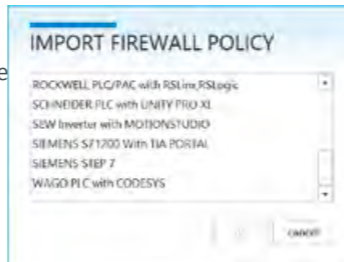 IMPORT FIREWALL POLICY
e
ROCKWELL PLC/PAC with RSLinx,RSLogic
SCHNEIDER PLC with UNITY PRO XL
SEW Inverter with MOTIONSTUDIO
SIEMENS S71200 With TIA PORTAL
SIEMENS STEP 7
WAGO PLC with CODESYS
CANCEL